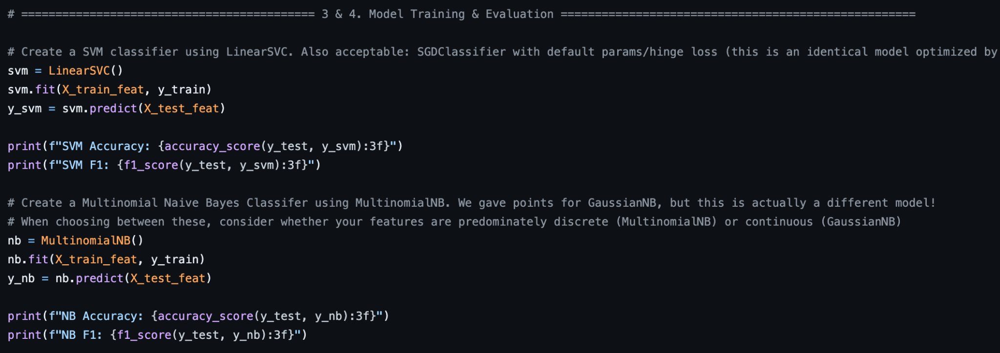 # =========================================== 3 & 4. Model Training & Evaluation ====================================================
# Create a SVM classifier using LinearSVC. Also acceptable: SGDClassifier with default params/hinge loss (this is an identical model optimized by
svm = LinearSVC()
svm.fit(X_train_feat, y_train)
y_svm = svm.predict(X_test_feat)
print(f"SVM Accuracy: {accuracy_score(y_test, y_svm):3f}")
print(f"SVM F1: {f1_score(y_test, y_svm):3f}")
# Create a Multinomial Naive Bayes Classifer using MultinomialNB. We gave points for GaussianNB, but this is actually a different model!
# When choosing between these, consider whether your features are predominately discrete (MultinomialNB) or continuous (GaussianNB)
nb = MultinomialNB()
nb.fit(X_train_feat, y_train)
y_nb = nb.predict(X_test_feat)
print(f"NB Accuracy: {accuracy_score(y_test, y_nb):3f}")
print(f"NB F1: {f1_score(y_test, y_nb):3f}")